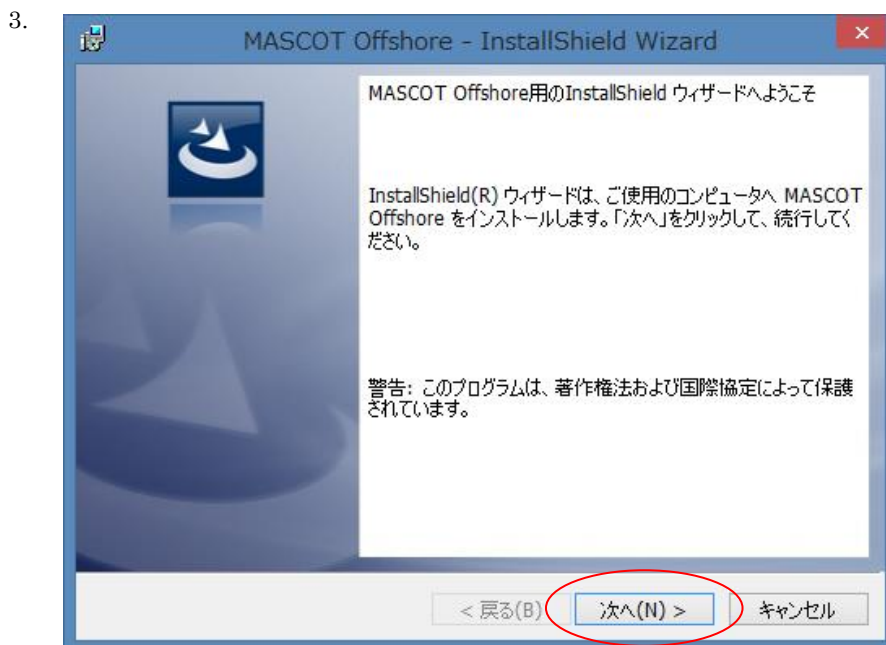 3.
MASCOT Offshore - InstallShield Wizard
MASCOT Offshore用のInstallShield ウィザードへようこそ
InstallShield(R) ウィザードは、ご使用のコンピュータへ MASCOT
Offshore をインストールします。「次へ」をクリックして、続行してく
ださい。
警告: このプログラムは、著作権法および国際協定によって保護
されています。
< 戻る(B)
次へ(N) >
キャンセル